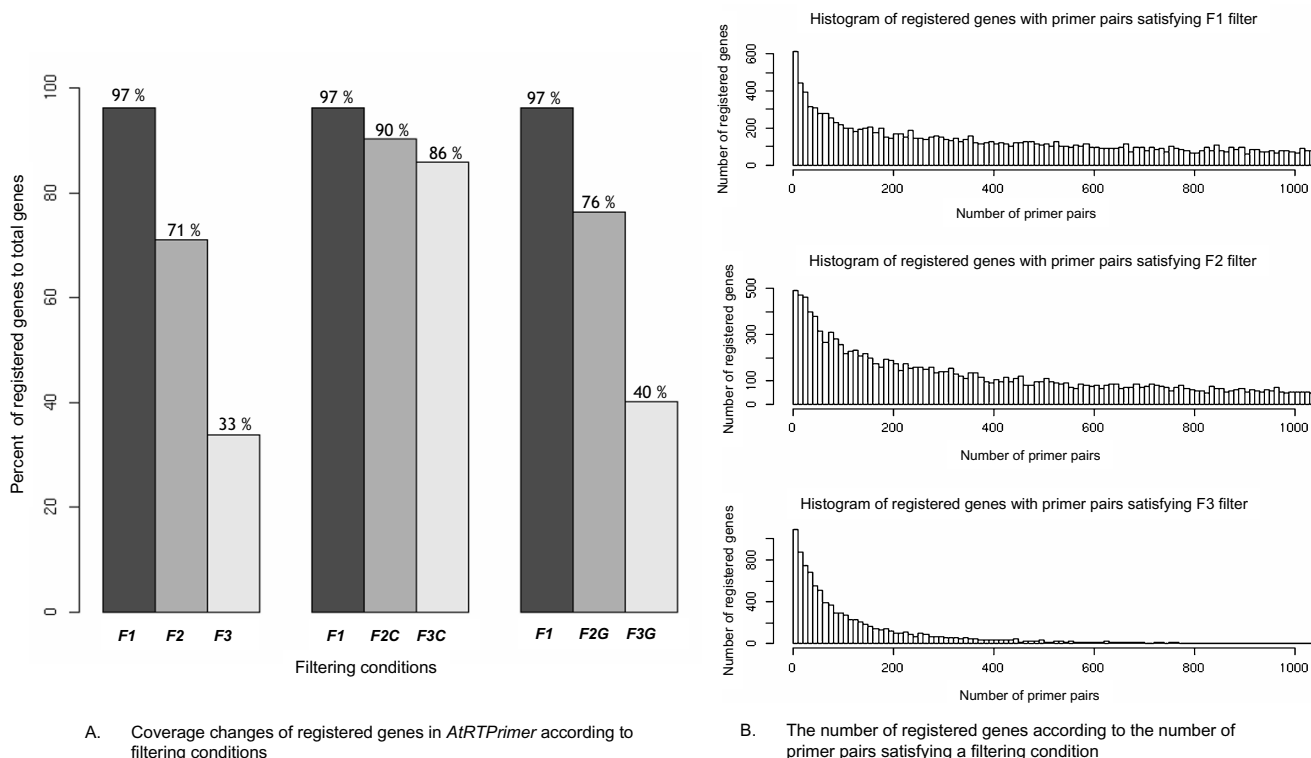 Percent of registered genes to total genes
100
80
60
40
20
0
97 %
71 %
33 %
97 %
90 %
86 %
97 %
76 %
40 %
F1 F2 F3
F1 F2C F3C
F1 F2G F3G
Filtering conditions
A. Coverage changes of registered genes in AtRTPrimer according to
filtering conditions
Histogram of registered genes with primer pairs satisfying F1 filter
Number of registered genes
600
400
200
0
0 200 400 600 800 1000
Number of primer pairs
Histogram of registered genes with primer pairs satisfying F2 filter
Number of registered genes
500
300
100
0
0 200 400 600 800 1000
Number of primer pairs
Histogram of registered genes with primer pairs satisfying F3 filter
Number of registered genes
800
400
0
0 200 400 600 800 1000
Number of primer pairs
B. The number of registered genes according to the number of
primer pairs satisfying a filtering condition